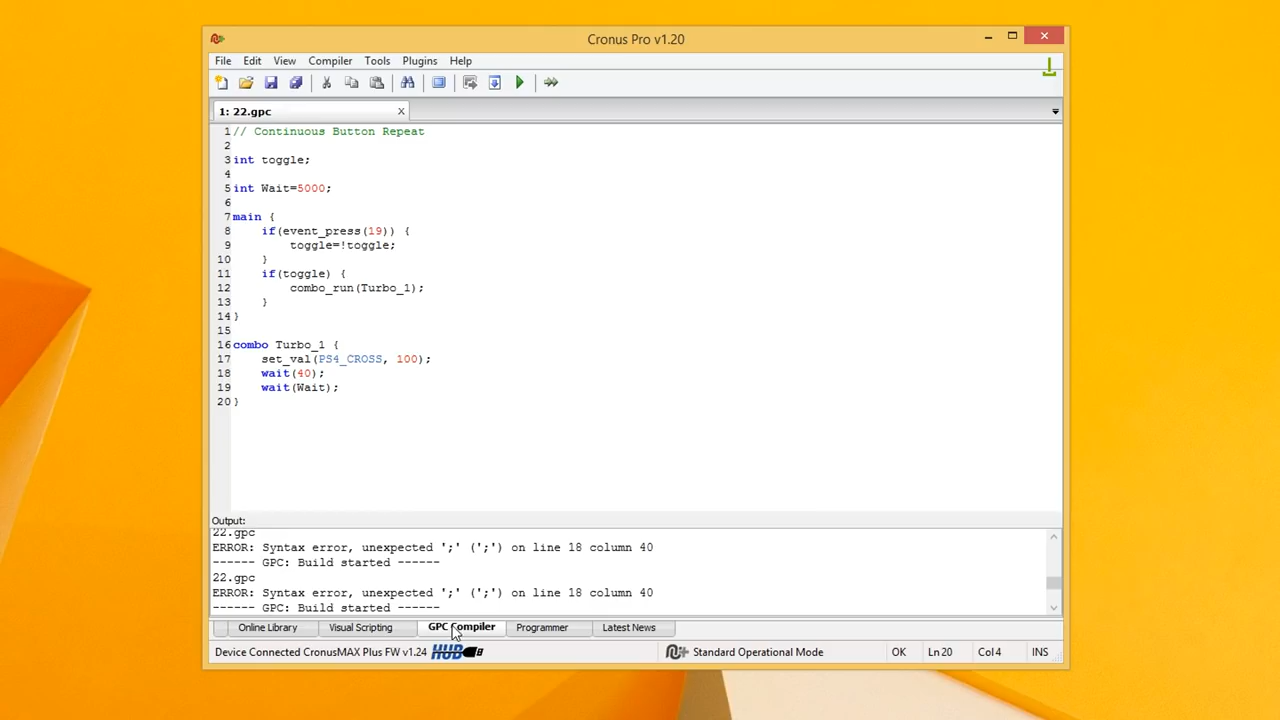 Cronus Pro v1.20
File Edit View Compiler Tools Plugins Help
1: 22.gpc
1 // Continuous Button Repeat
2
3 int toggle;
4
5 int Wait=5000;
6
7 main {
8 if(event_press(19)) {
9 toggle=!toggle;
10 }
11 if(toggle) {
12 combo_run(Turbo_1);
13 }
14 }
15
16 combo Turbo_1 {
17 set_val(PS4_CROSS, 100);
18 wait(40);
19 wait(Wait);
20 }
Output:
22.gpc
ERROR: Syntax error, unexpected ';' (';') on line 18 column 40
------ GPC: Build started ------
22.gpc
ERROR: Syntax error, unexpected ';' (';') on line 18 column 40
------ GPC: Build started ------
Online Library Visual Scripting GPC Compiler Programmer Latest News
Device Connected CronusMAX Plus FW v1.24 HUB Standard Operational Mode OK Ln 20 Col 4 INS